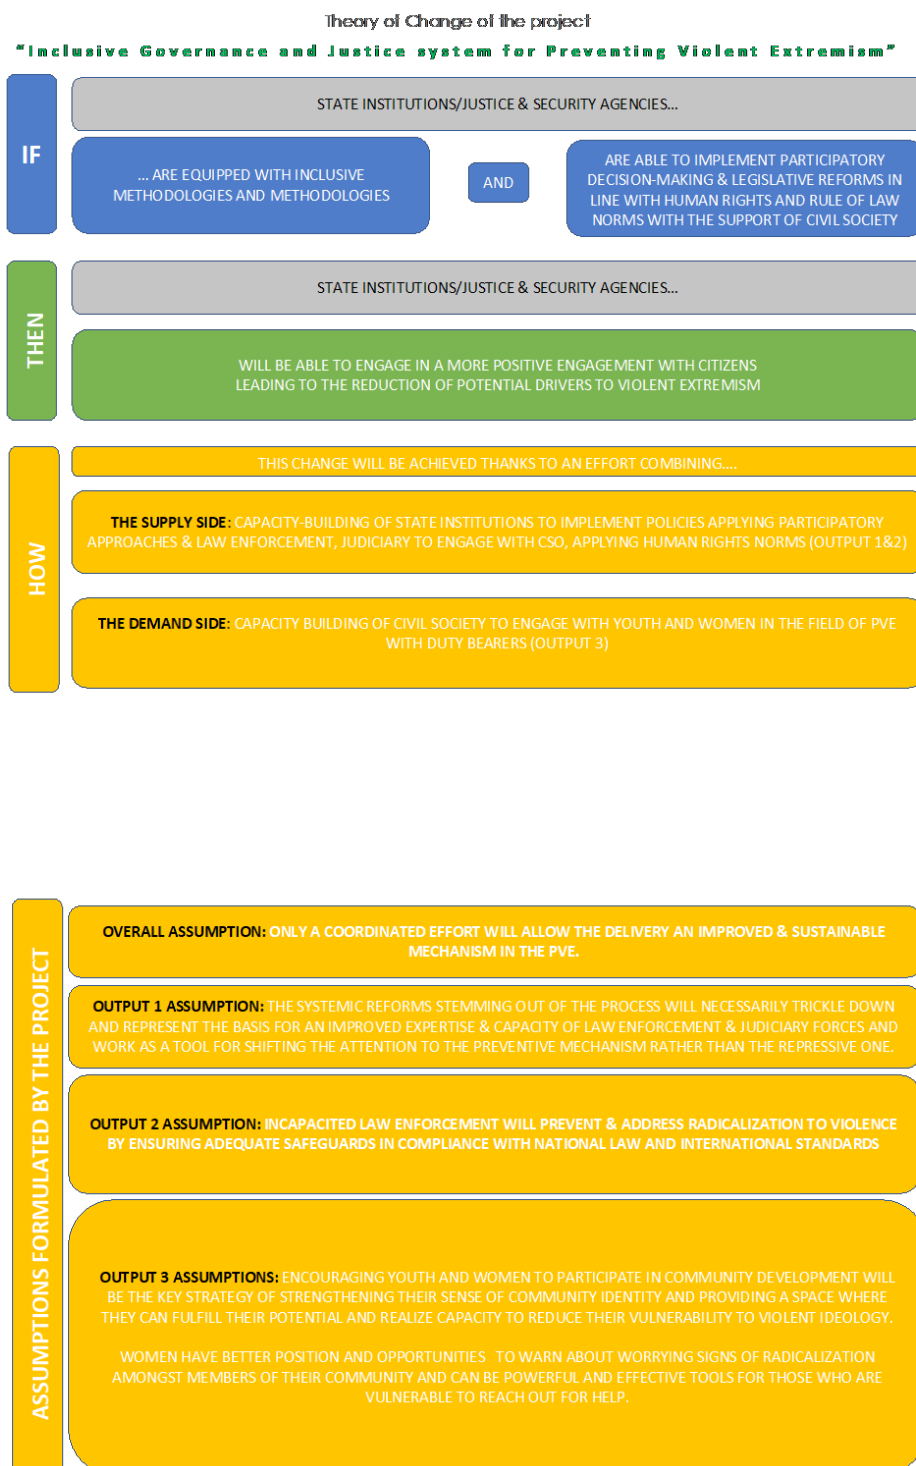 Theory of Change of the project
“Inclusive Governance and Justice system for Preventing Violent Extremism”
IF
STATE INSTITUTIONS/JUSTICE & SECURITY AGENCIES...
... ARE EQUIPPED WITH INCLUSIVE
METHODOLOGIES AND METHODOLOGIES
AND
ARE ABLE TO IMPLEMENT PARTICIPATORY
DECISION-MAKING & LEGISLATIVE REFORMS IN
LINE WITH HUMAN RIGHTS AND RULE OF LAW
NORMS WITH THE SUPPORT OF CIVIL SOCIETY
THEN
STATE INSTITUTIONS/JUSTICE & SECURITY AGENCIES...
WILL BE ABLE TO ENGAGE IN A MORE POSITIVE ENGAGEMENT WITH CITIZENS
LEADING TO THE REDUCTION OF POTENTIAL DRIVERS TO VIOLENT EXTREMISM
HOW
THIS CHANGE WILL BE ACHIEVED THANKS TO AN EFFORT COMBINING....
THE SUPPLY SIDE: CAPACITY-BUILDING OF STATE INSTITUTIONS TO IMPLEMENT POLICIES APPLYING PARTICIPATORY
APPROACHES & LAW ENFORCEMENT, JUDICIARY TO ENGAGE WITH CSO, APPLYING HUMAN RIGHTS NORMS (OUTPUT 1&2)
THE DEMAND SIDE: CAPACITY BUILDING OF CIVIL SOCIETY TO ENGAGE WITH YOUTH AND WOMEN IN THE FIELD OF PVE
WITH DUTY BEARERS (OUTPUT 3)
ASSUMPTIONS FORMULATED BY THE PROJECT
OVERALL ASSUMPTION: ONLY A COORDINATED EFFORT WILL ALLOW THE DELIVERY AN IMPROVED & SUSTAINABLE
MECHANISM IN THE PVE.
OUTPUT 1 ASSUMPTION: THE SYSTEMIC REFORMS STEMMING OUT OF THE PROCESS WILL NECESSARILY TRICKLE DOWN
AND REPRESENT THE BASIS FOR AN IMPROVED EXPERTISE & CAPACITY OF LAW ENFORCEMENT & JUDICIARY FORCES AND
WORK AS A TOOL FOR SHIFTING THE ATTENTION TO THE PREVENTIVE MECHANISM RATHER THAN THE REPRESSIVE ONE.
OUTPUT 2 ASSUMPTION: INCAPACITED LAW ENFORCEMENT WILL PREVENT & ADDRESS RADICALIZATION TO VIOLENCE
BY ENSURING ADEQUATE SAFEGUARDS IN COMPLIANCE WITH NATIONAL LAW AND INTERNATIONAL STANDARDS
OUTPUT 3 ASSUMPTIONS: ENCOURAGING YOUTH AND WOMEN TO PARTICIPATE IN COMMUNITY DEVELOPMENT WILL
BE THE KEY STRATEGY OF STRENGTHENING THEIR SENSE OF COMMUNITY IDENTITY AND PROVIDING A SPACE WHERE
THEY CAN FULFILL THEIR POTENTIAL AND REALIZE CAPACITY TO REDUCE THEIR VULNERABILITY TO VIOLENT IDEOLOGY.
WOMEN HAVE BETTER POSITION AND OPPORTUNITIES TO WARN ABOUT WORRYING SIGNS OF RADICALIZATION
AMONGST MEMBERS OF THEIR COMMUNITY AND CAN BE POWERFUL AND EFFECTIVE TOOLS FOR THOSE WHO ARE
VULNERABLE TO REACH OUT FOR HELP.